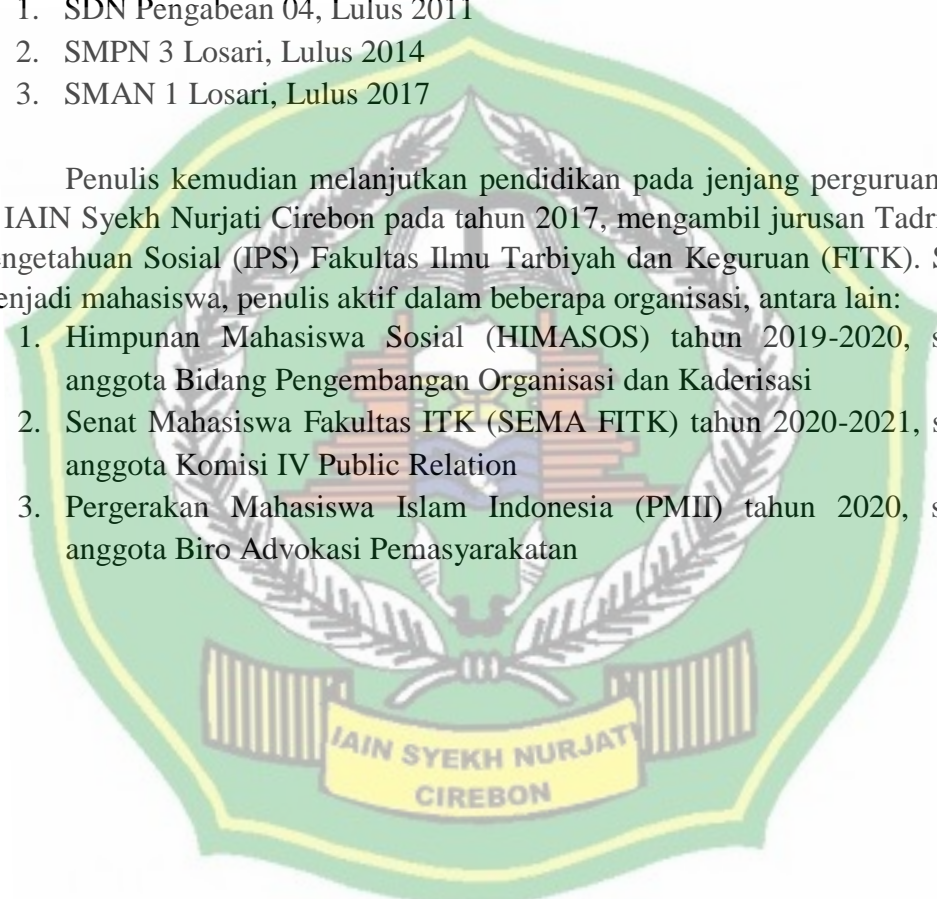 1. SDN Pengabean 04, Lulus 2011
2. SMPN 3 Losari, Lulus 2014
3. SMAN 1 Losari, Lulus 2017
Penulis kemudian melanjutkan pendidikan pada jenjang perguruan
IAIN Syekh Nurjati Cirebon pada tahun 2017, mengambil jurusan Tadr
ngetahuan Sosial (IPS) Fakultas Ilmu Tarbiyah dan Keguruan (FITK). S
enjadi mahasiswa, penulis aktif dalam beberapa organisasi, antara lain:
1. Himpunan Mahasiswa Sosial (HIMASOS) tahun 2019-2020, s
anggota Bidang Pengembangan Organisasi dan Kaderisasi
2. Senat Mahasiswa Fakultas ITK (SEMA FITK) tahun 2020-2021, s
anggota Komisi IV Public Relation
3. Pergerakan Mahasiswa Islam Indonesia (PMII) tahun 2020, s
anggota Biro Advokasi Pemasyarakatan
IAIN SYEKH NURJATI
CIREBON